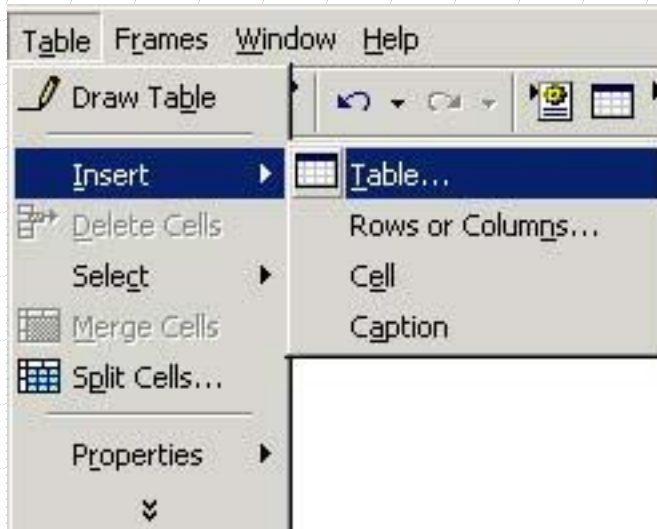 Table Frames Window Help
Draw Table
Insert
Table...
Delete Cells
Rows or Columns...
Select
Cell
Merge Cells
Caption
Split Cells...
Properties